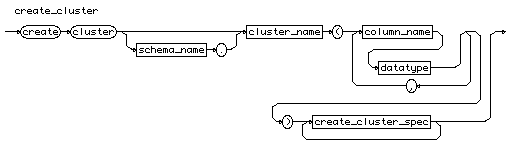 create_cluster
create cluster schema_name . cluster_name ( column_name
datatype
,
) create_cluster_spec